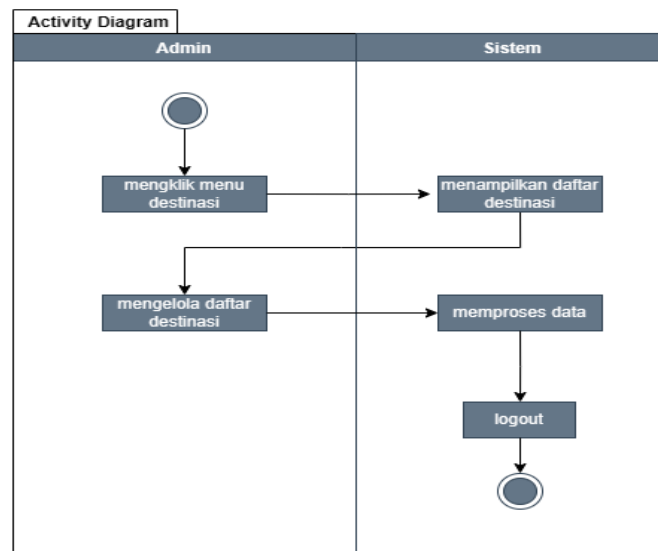 Activity Diagram
Admin
Sistem
mengklik menu
destinasi
menampilkan daftar
destinasi
mengelola daftar
destinasi
memproses data
logout